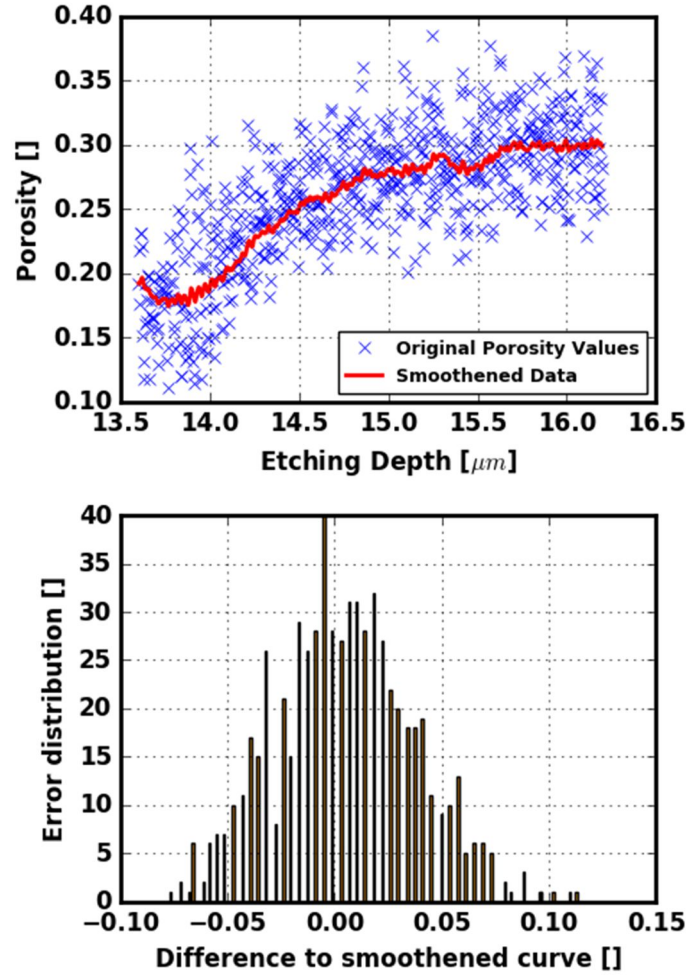 0.40
0.35
0.30
0.25
0.20
0.15
0.10
Porosity []
Original Porosity Values
Smoothened Data
13.5 14.0 14.5 15.0 15.5 16.0 16.5
Etching Depth [μm]
40
35
30
25
20
15
10
5
0
Error distribution []
−0.10 −0.05 0.00 0.05 0.10 0.15
Difference to smoothened curve []